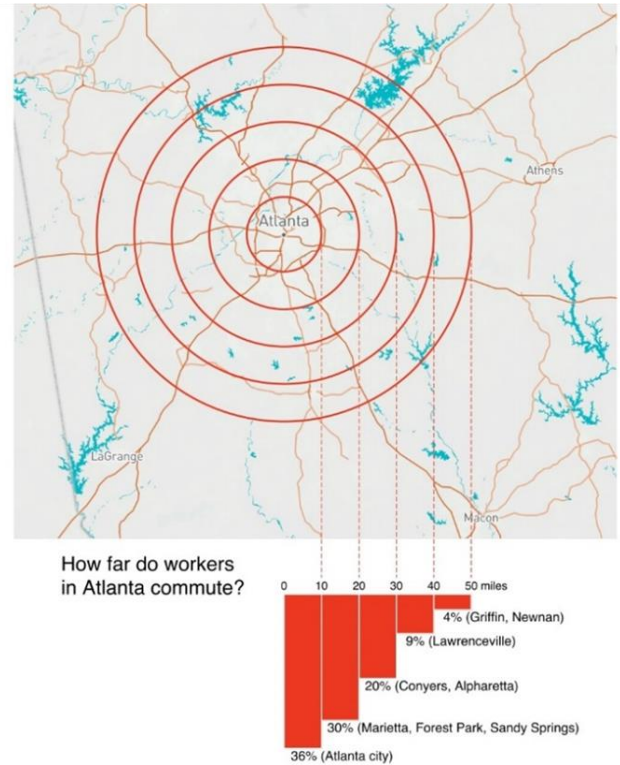 Athens
Atlanta
LaGrange
Macon
How far do workers
in Atlanta commute?
0 10 20 30 40 50 miles
4% (Griffin, Newnan)
9% (Lawrenceville)
20% (Conyers, Alpharetta)
30% (Marietta, Forest Park, Sandy Springs)
36% (Atlanta city)